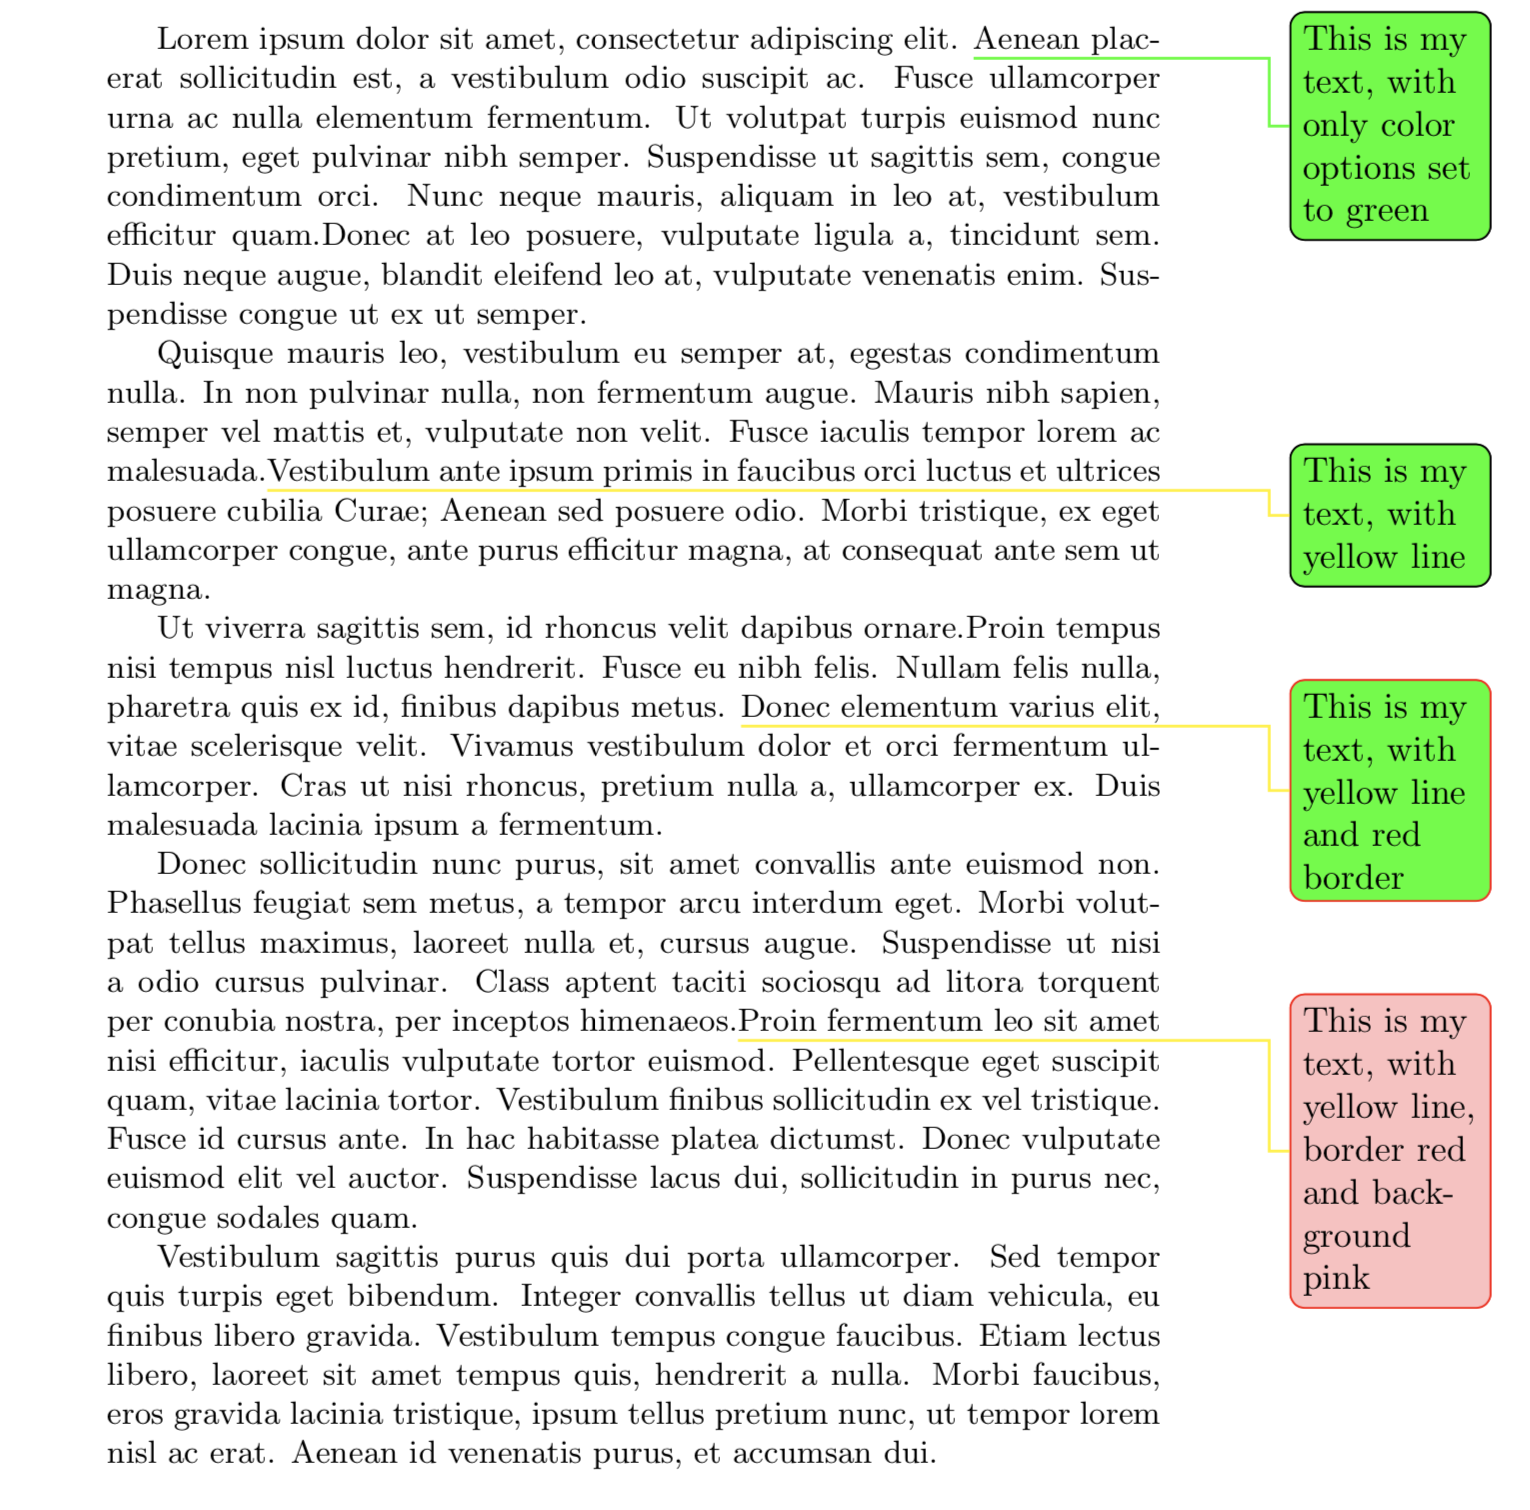 Lorem ipsum dolor sit amet, consectetur adipiscing elit. Aenean plac-
erat sollicitudin est, a vestibulum odio suscipit ac. Fusce ullamcorper
urna ac nulla elementum fermentum. Ut volutpat turpis euismod nunc
pretium, eget pulvinar nibh semper. Suspendisse ut sagittis sem, congue
condimentum orci. Nunc neque mauris, aliquam in leo at, vestibulum
efficitur quam.Donec at leo posuere, vulputate ligula a, tincidunt sem.
Duis neque augue, blandit eleifend leo at, vulputate venenatis enim. Sus-
pendisse congue ut ex ut semper.
Quisque mauris leo, vestibulum eu semper at, egestas condimentum
nulla. In non pulvinar nulla, non fermentum augue. Mauris nibh sapien,
semper vel mattis et, vulputate non velit. Fusce iaculis tempor lorem ac
malesuada.Vestibulum ante ipsum primis in faucibus orci luctus et ultrices
posuere cubilia Curae; Aenean sed posuere odio. Morbi tristique, ex eget
ullamcorper congue, ante purus efficitur magna, at consequat ante sem ut
magna.
Ut viverra sagittis sem, id rhoncus velit dapibus ornare.Proin tempus
nisi tempus nisl luctus hendrerit. Fusce eu nibh felis. Nullam felis nulla,
pharetra quis ex id, finibus dapibus metus. Donec elementum varius elit,
vitae scelerisque velit. Vivamus vestibulum dolor et orci fermentum ul-
lamcorper. Cras ut nisi rhoncus, pretium nulla a, ullamcorper ex. Duis
malesuada lacinia ipsum a fermentum.
Donec sollicitudin nunc purus, sit amet convallis ante euismod non.
Phasellus feugiat sem metus, a tempor arcu interdum eget. Morbi volut-
pat tellus maximus, laoreet nulla et, cursus augue. Suspendisse ut nisi
a odio cursus pulvinar. Class aptent taciti sociosqu ad litora torquent
per conubia nostra, per inceptos himenaeos.Proin fermentum leo sit amet
nisi efficitur, iaculis vulputate tortor euismod. Pellentesque eget suscipit
quam, vitae lacinia tortor. Vestibulum finibus sollicitudin ex vel tristique.
Fusce id cursus ante. In hac habitasse platea dictumst. Donec vulputate
euismod elit vel auctor. Suspendisse lacus dui, sollicitudin in purus nec,
congue sodales quam.
Vestibulum sagittis purus quis dui porta ullamcorper. Sed tempor
quis turpis eget bibendum. Integer convallis tellus ut diam vehicula, eu
finibus libero gravida. Vestibulum tempus congue faucibus. Etiam lectus
libero, laoreet sit amet tempus quis, hendrerit a nulla. Morbi faucibus,
eros gravida lacinia tristique, ipsum tellus pretium nunc, ut tempor lorem
nisl ac erat. Aenean id venenatis purus, et accumsan dui.
This is my
text, with
only color
options set
to green
This is my
text, with
yellow line
This is my
text, with
yellow line
and red
border
This is my
text, with
yellow line,
border red
and back-
ground
pink